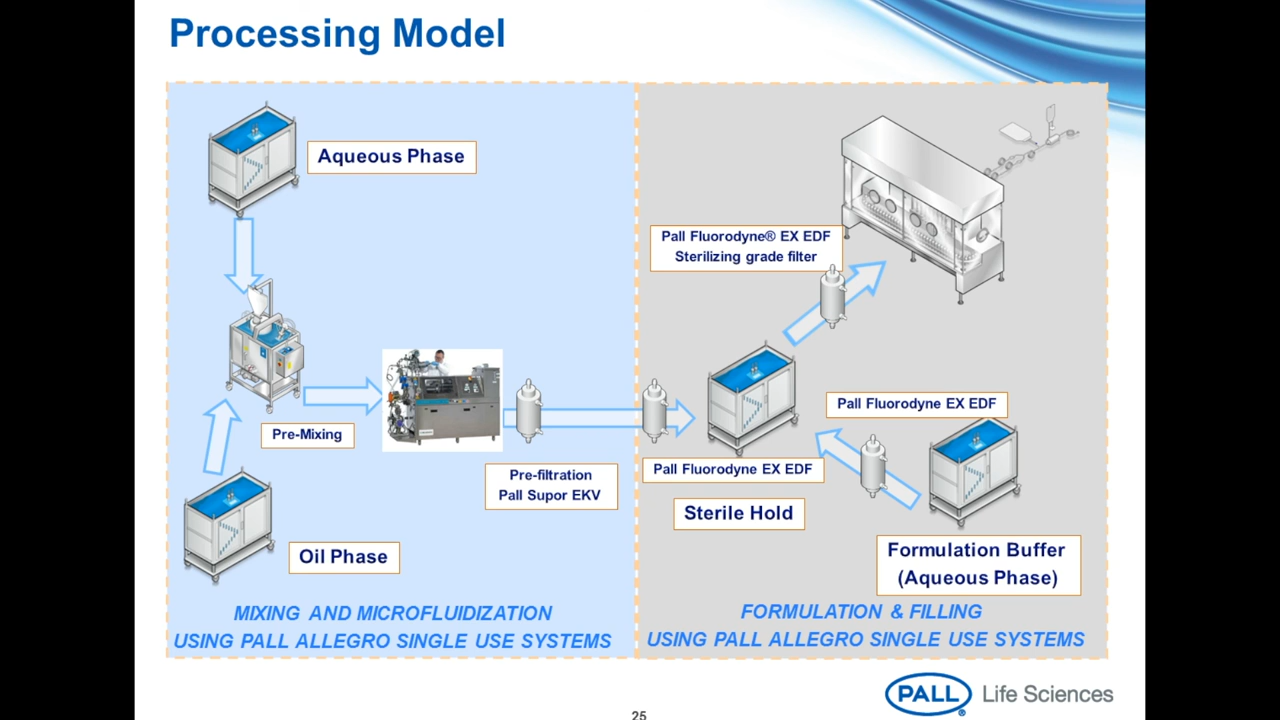 Processing Model
Aqueous Phase
Pall Fluorodyne® EX EDF
Sterilizing grade filter
Pre-Mixing
Pall Fluorodyne EX EDF
Pre-filtration
Pall Supor EKV
Pall Fluorodyne EX EDF
Sterile Hold
Oil Phase
Formulation Buffer
(Aqueous Phase)
MIXING AND MICROFLUIDIZATION
USING PALL ALLEGRO SINGLE USE SYSTEMS
FORMULATION & FILLING
USING PALL ALLEGRO SINGLE USE SYSTEMS
PALL® Life Sciences
25